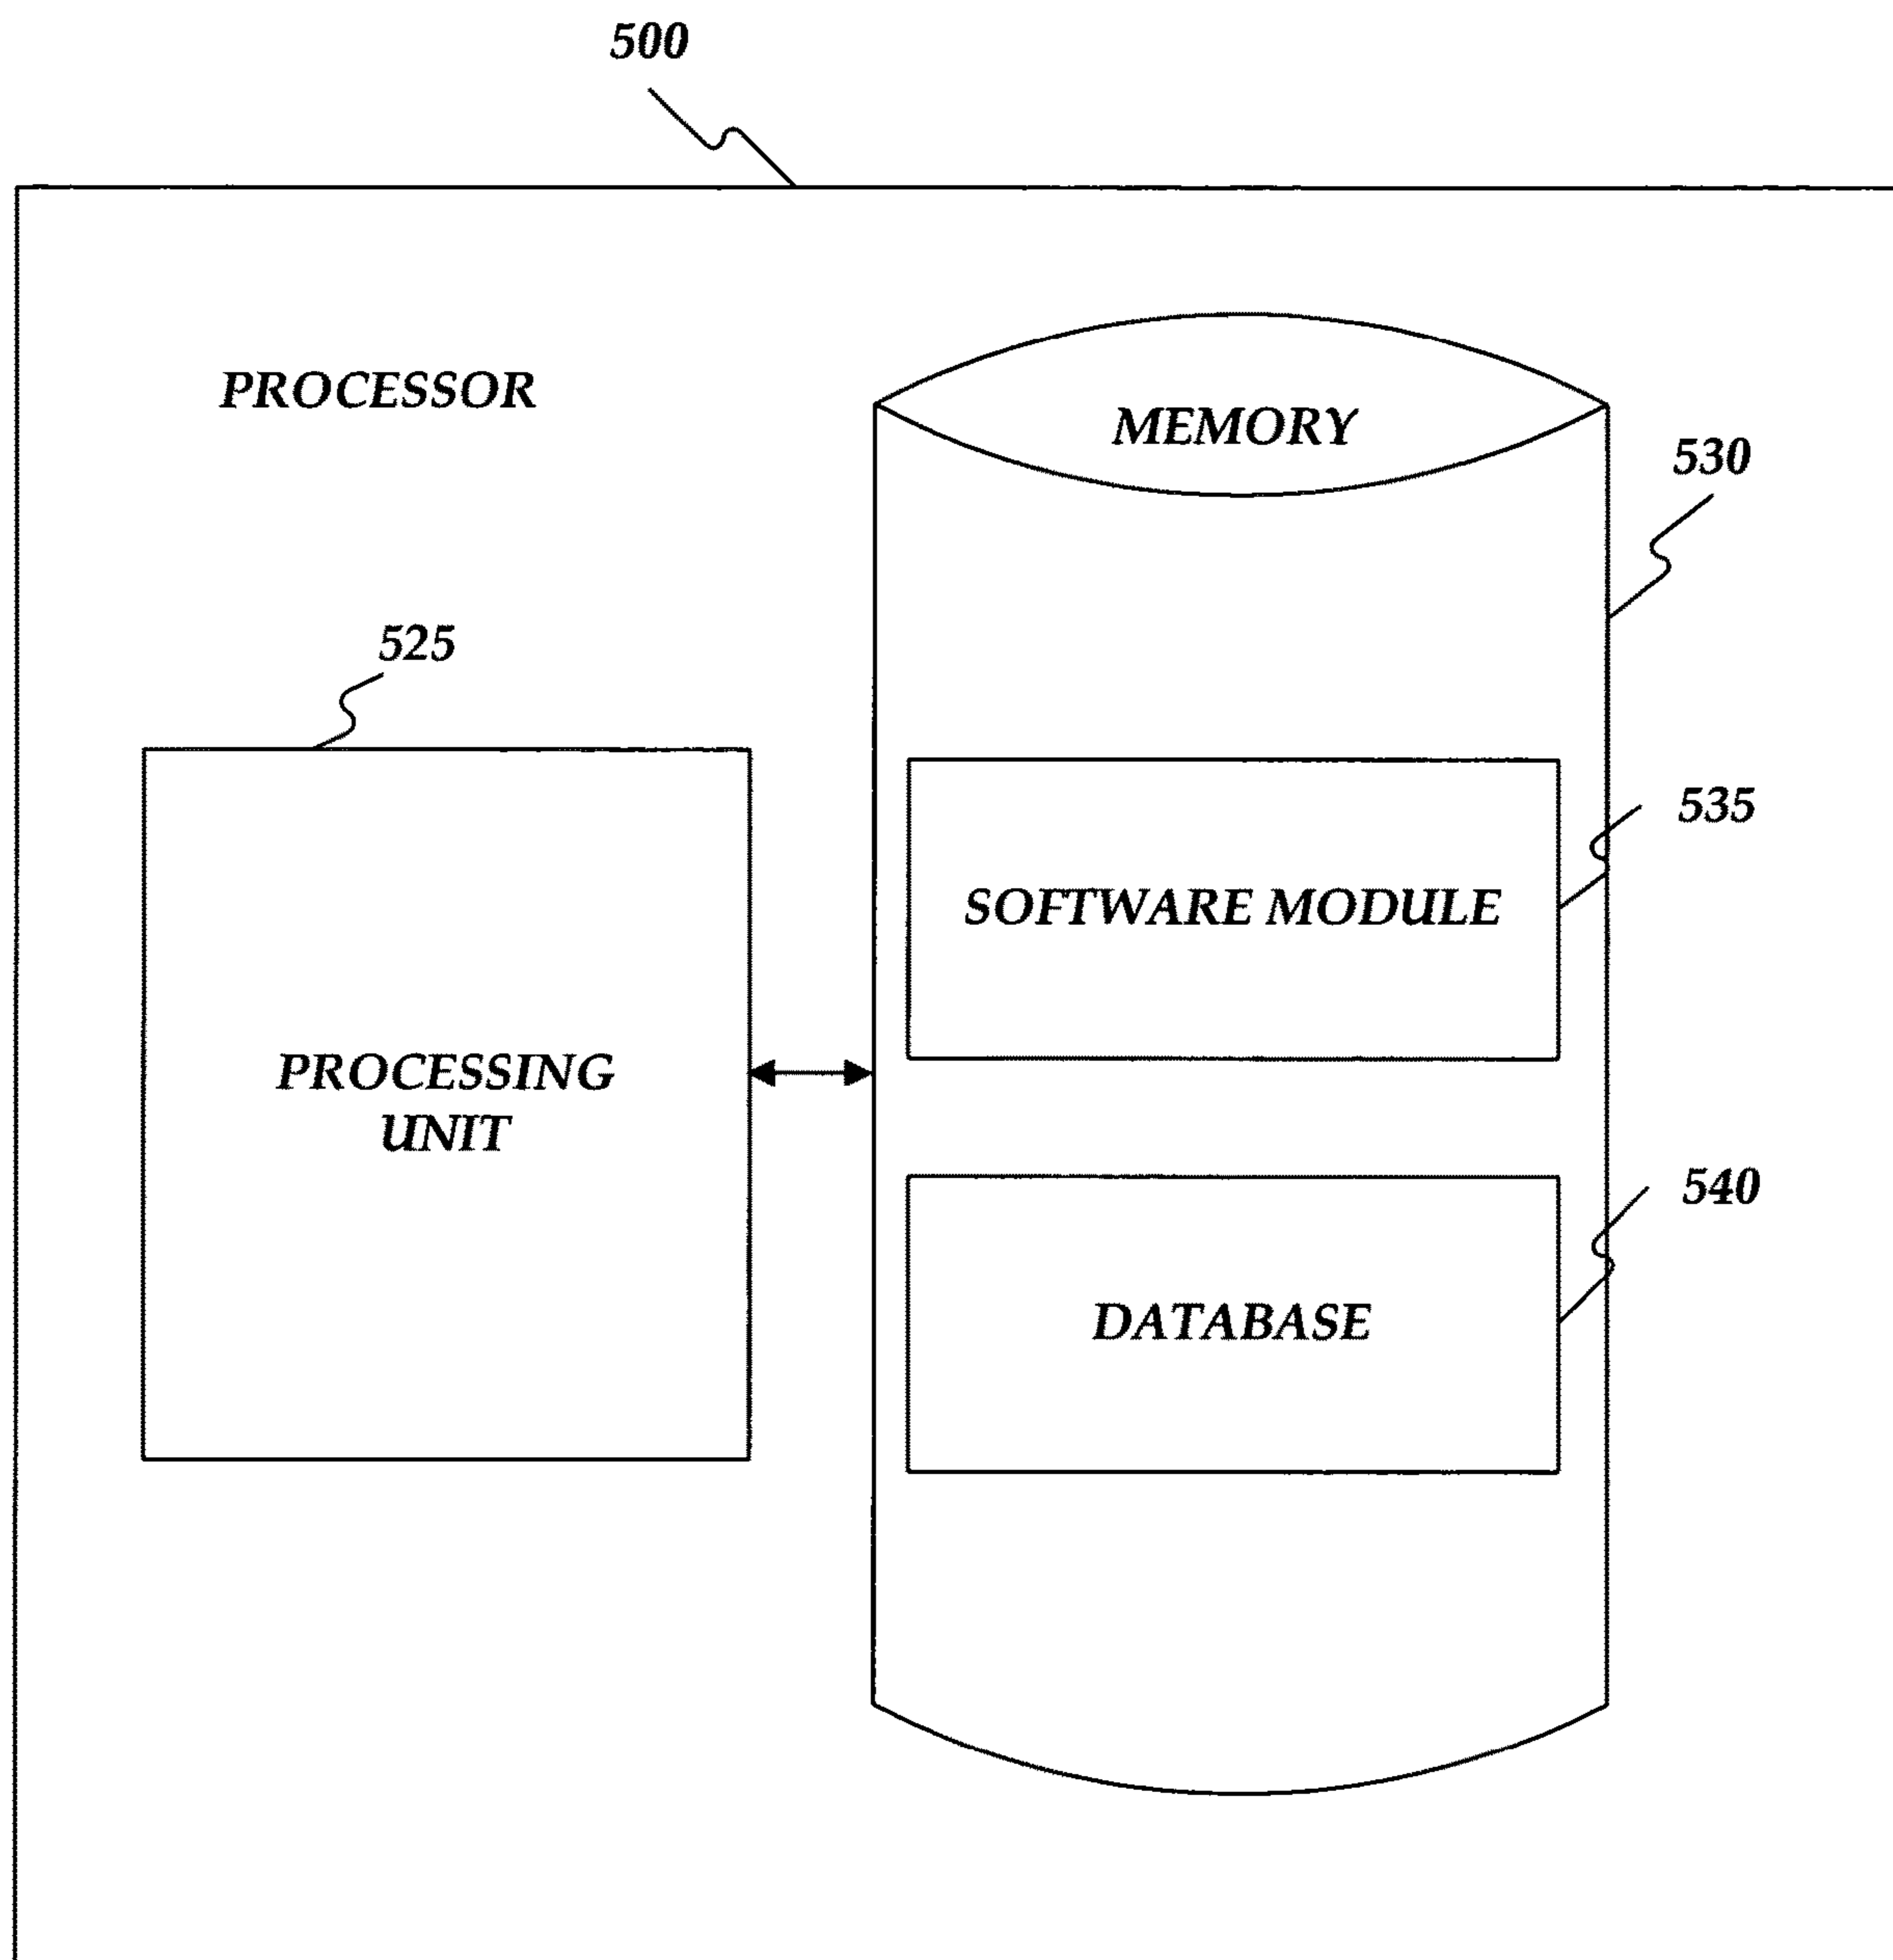 500
PROCESSOR
MEMORY
530
525
535
SOFTWARE MODULE
PROCESSING
UNIT
540
DATABASE